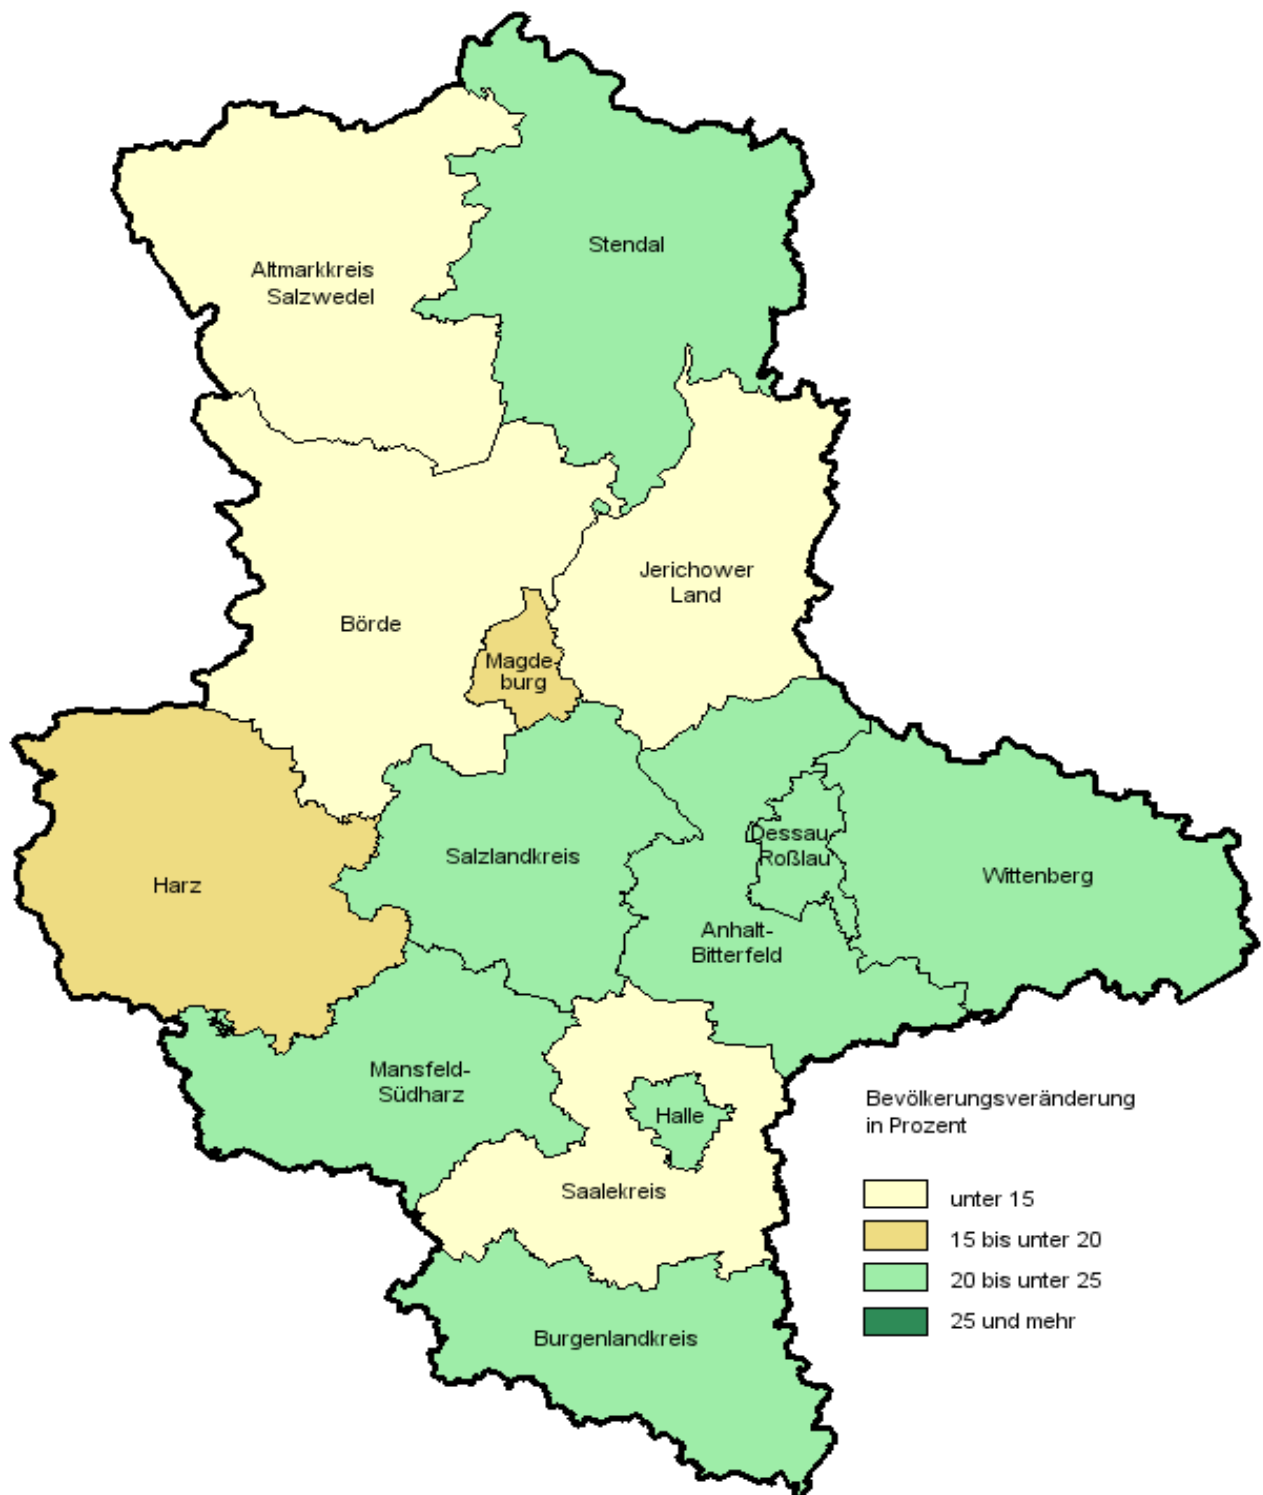 Stendal
Altmarkkreis
Salzwedel
Jerichower
Land
Börde
Magde-
burg
Salzlandkreis
Dessau
Roßlau
Wittenberg
Harz
Anhalt-
Bitterfeld
Mansfeld-
Südharz
Halle
Saalekreis
Burgenlandkreis
Bevölkerungsveränderung
in Prozent
unter 15
15 bis unter 20
20 bis unter 25
25 und mehr